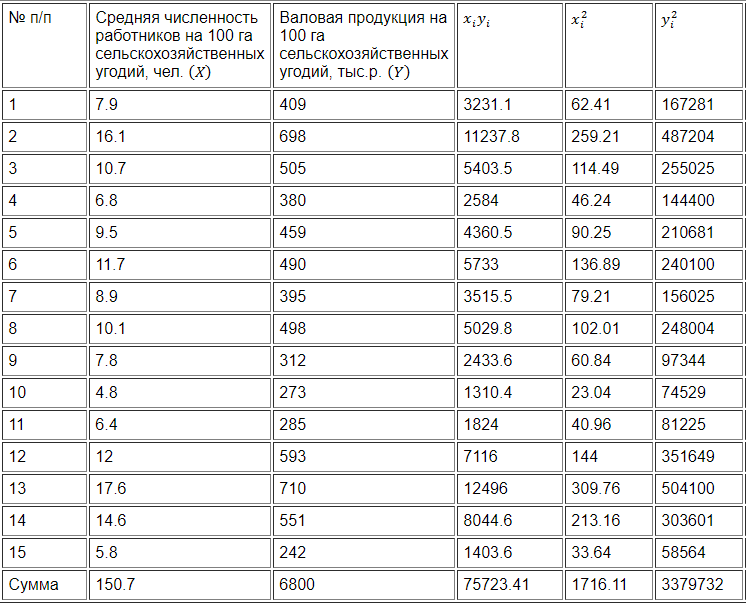 № п/п Средняя численность работников на 100 га сельскохозяйственных угодий, чел. (X) Валовая продукция на 100 га сельскохозяйственных угодий, тыс.р. (Y) xᵢyᵢ xᵢ² yᵢ²
1 7.9 409 3231.1 62.41 167281
2 16.1 698 11237.8 259.21 487204
3 10.7 505 5403.5 114.49 255025
4 6.8 380 2584 46.24 144400
5 9.5 459 4360.5 90.25 210681
6 11.7 490 5733 136.89 240100
7 8.9 395 3515.5 79.21 156025
8 10.1 498 5029.8 102.01 248004
9 7.8 312 2433.6 60.84 97344
10 4.8 273 1310.4 23.04 74529
11 6.4 285 1824 40.96 81225
12 12 593 7116 144 351649
13 17.6 710 12496 309.76 504100
14 14.6 551 8044.6 213.16 303601
15 5.8 242 1403.6 33.64 58564
Сумма 150.7 6800 75723.41 1716.11 3379732